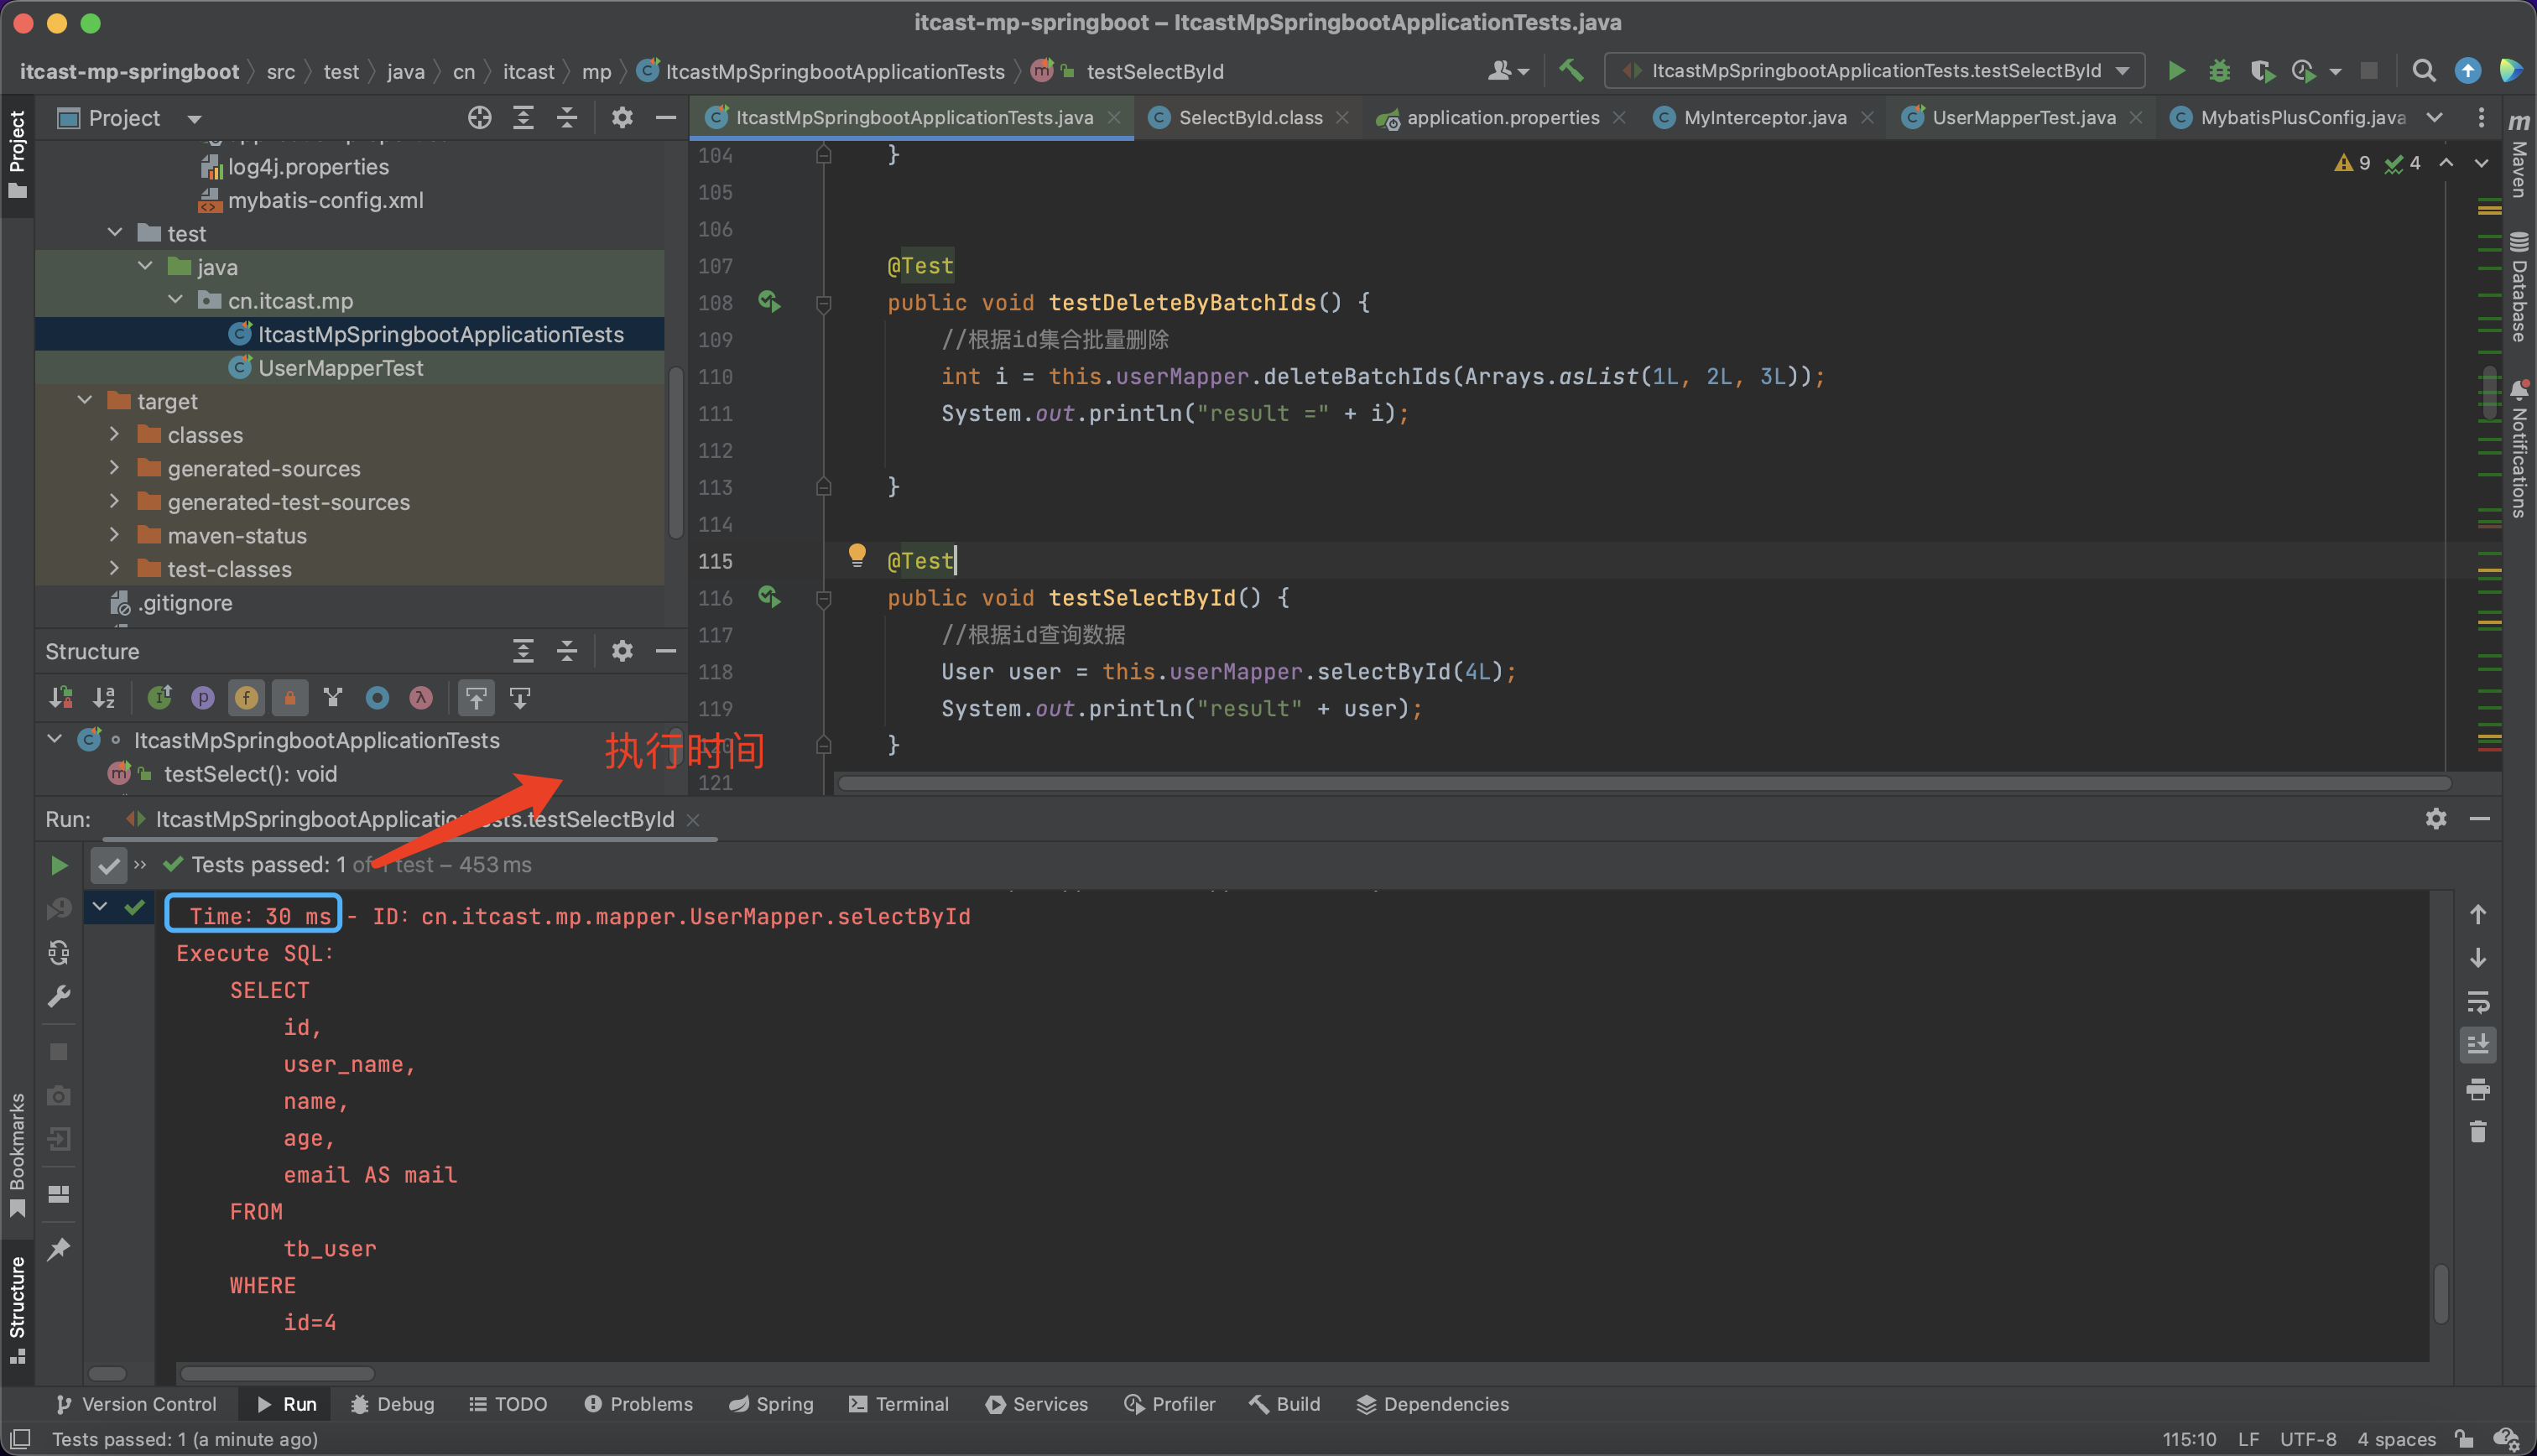 itcast-mp-springboot – ItcastMpSpringbootApplicationTests.java
itcast-mp-springboot src test java cn itcast mp ItcastMpSpringbootApplicationTests testSelectById
ItcastMpSpringbootApplicationTests.testSelectById
Project
ItcastMpSpringbootApplicationTests.java SelectById.class application.properties MyInterceptor.java UserMapperTest.java MybatisPlusConfig.java
Project
log4j.properties
mybatis-config.xml
test
java
cn.itcast.mp
ItcastMpSpringbootApplicationTests
UserMapperTest
target
classes
generated-sources
generated-test-sources
maven-status
test-classes
.gitignore
Structure
ItcastMpSpringbootApplicationTests
testSelect(): void
9 4
104 }
105
106
107 @Test
108 public void testDeleteByBatchIds() {
109 //根据id集合批量删除
110 int i = this.userMapper.deleteBatchIds(Arrays.asList(1L, 2L, 3L));
111 System.out.println("result =" + i);
112
113 }
114
115 @Test
116 public void testSelectById() {
117 //根据id查询数据
118 User user = this.userMapper.selectById(4L);
119 System.out.println("result" + user);
}
121
执行时间
Maven
Database
Notifications
Run: ItcastMpSpringbootApplicationTests.testSelectById
Tests passed: 1 of 1 test – 453 ms
Time: 30 ms - ID: cn.itcast.mp.mapper.UserMapper.selectById
Execute SQL:
SELECT
id,
user_name,
name,
age,
email AS mail
FROM
tb_user
WHERE
id=4
Bookmarks
Structure
Version Control Run Debug TODO Problems Spring Terminal Services Profiler Build Dependencies
Tests passed: 1 (a minute ago)
115:10 LF UTF-8 4 spaces